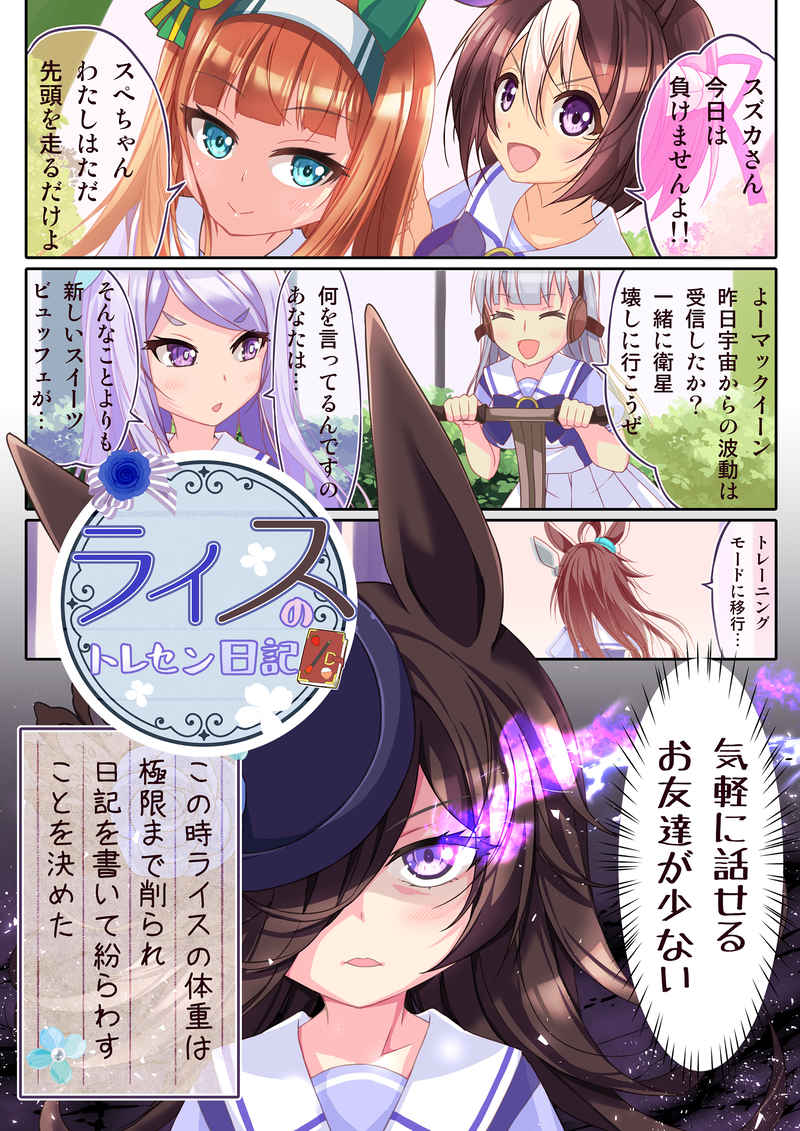 スズカさん
今日は
負けませんよ!!
スペちゃん
わたしはただ
先頭を走るだけよ
よーマックイーン
昨日宇宙からの波動は
受信したか?
一緒に衛星
壊しに行こうぜ
何を言ってるんですの
あなたは…
そんなことよりも
新しいスイーツ
ビュッフェが…
トレーニング
モードに移行…
ライスの
トレセン日記
気軽に話せる
お友達が少ない
この時ライスの体重は
極限まで削られ
日記を書いて紛らわす
ことを決めた